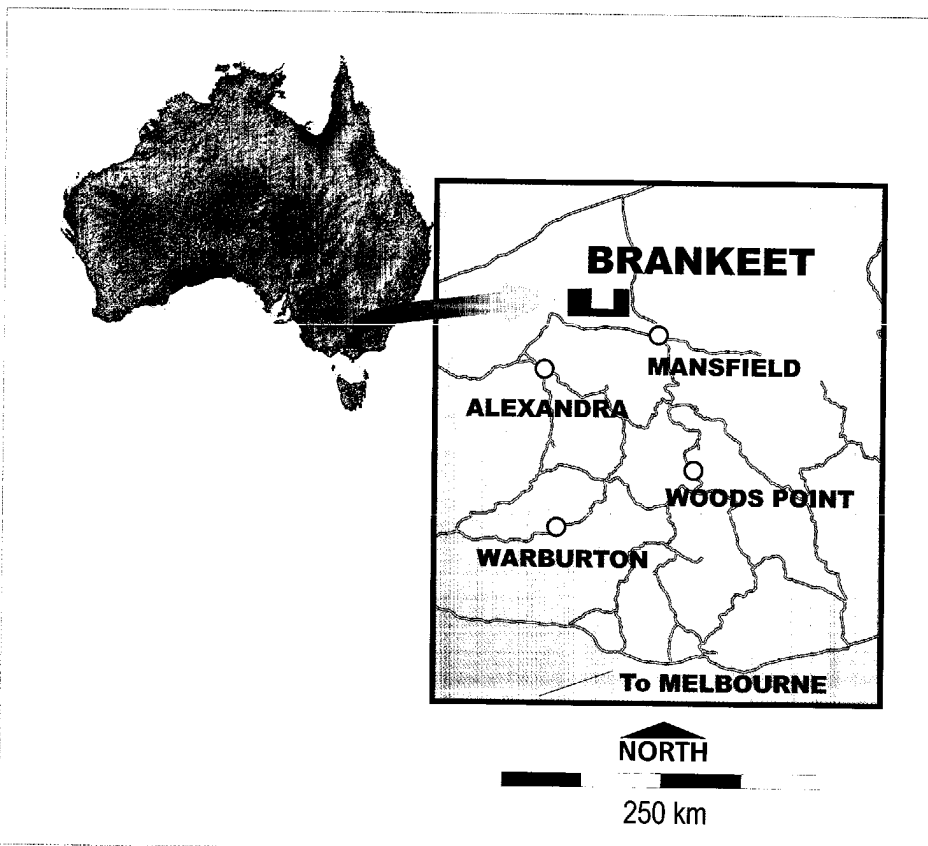 BRANKEET
MANSFIELD
ALEXANDRA
WOODS POINT
WARBURTON
To MELBOURNE
NORTH
250 km